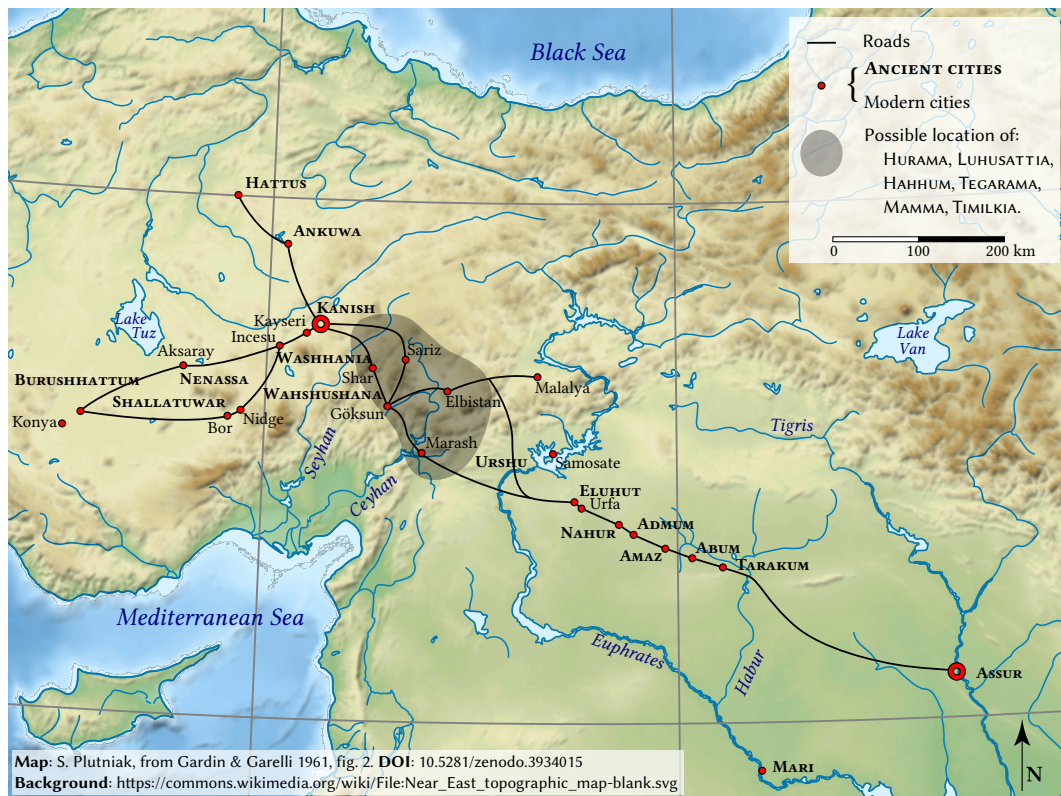 Black Sea
Roads
ANCIENT CITIES
Modern cities
Possible location of:
HURAMA, LUHUSATTIA,
HAHHUM, TEGARAMA,
MAMMA, TIMILKIA.
0 100 200 km
HATTUS
ANKUWA
KANISH
Kayseri
Incesu
Lake
Tuz
Aksaray
WASHHANIA
Sariz
Shar
BURUSHHATTUM
NENASSA
WAHSHUSHANA
SHALLATUWAR
Göksun
Elbistan
Malalya
Konya
Bor
Nidge
Lake
Van
Tigris
Seyhan
Ceyhan
Marash
URSHU
Samosate
ELUHUT
Urfa
NAHUR
ADMUM
AMAZ
ABUM
TARAKUM
Mediterranean Sea
Euphrates
Habur
ASSUR
MARI
N
Map: S. Plutniak, from Gardin & Garelli 1961, fig. 2. DOI: 10.5281/zenodo.3934015
Background: https://commons.wikimedia.org/wiki/File:Near_East_topographic_map-blank.svg